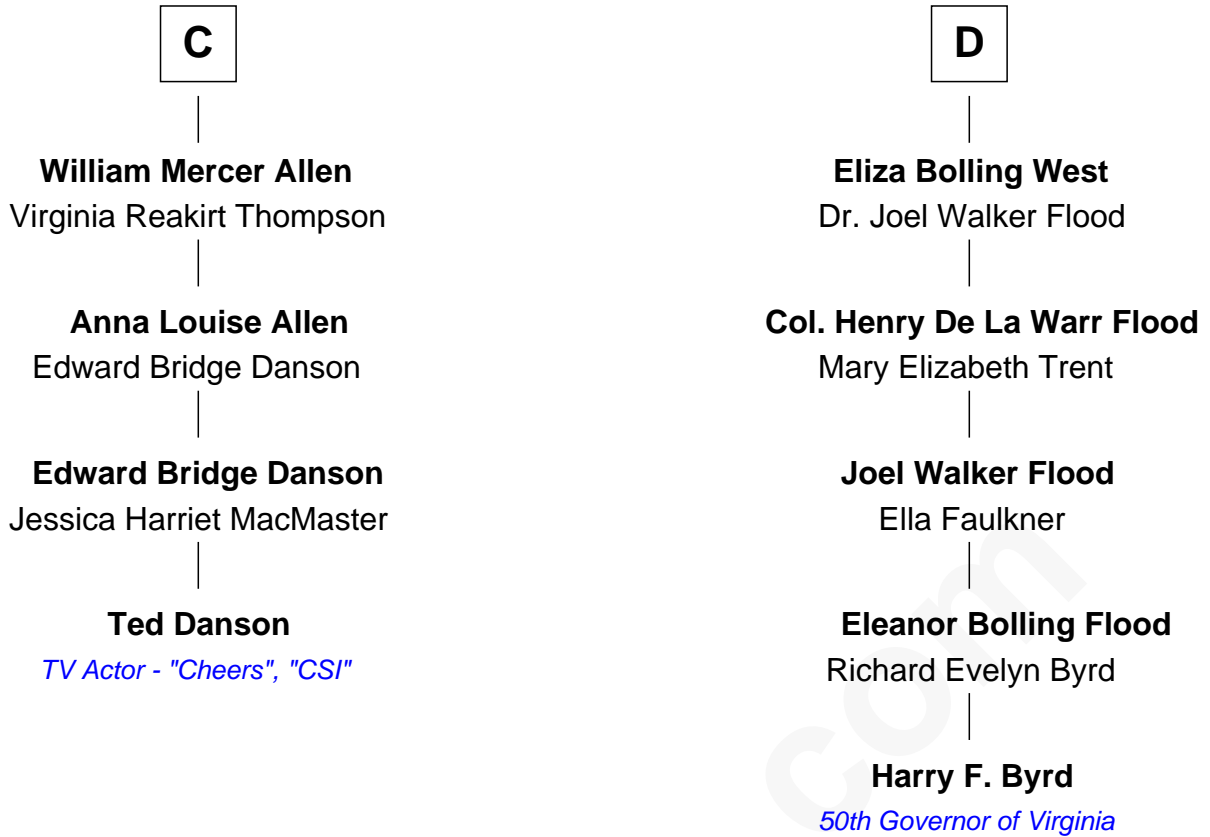 C
William Mercer Allen
Virginia Reakirt Thompson
Anna Louise Allen
Edward Bridge Danson
Edward Bridge Danson
Jessica Harriet MacMaster
Ted Danson
TV Actor - "Cheers", "CSI"
D
Eliza Bolling West
Dr. Joel Walker Flood
Col. Henry De La Warr Flood
Mary Elizabeth Trent
Joel Walker Flood
Ella Faulkner
Eleanor Bolling Flood
Richard Evelyn Byrd
Harry F. Byrd
50th Governor of Virginia
com